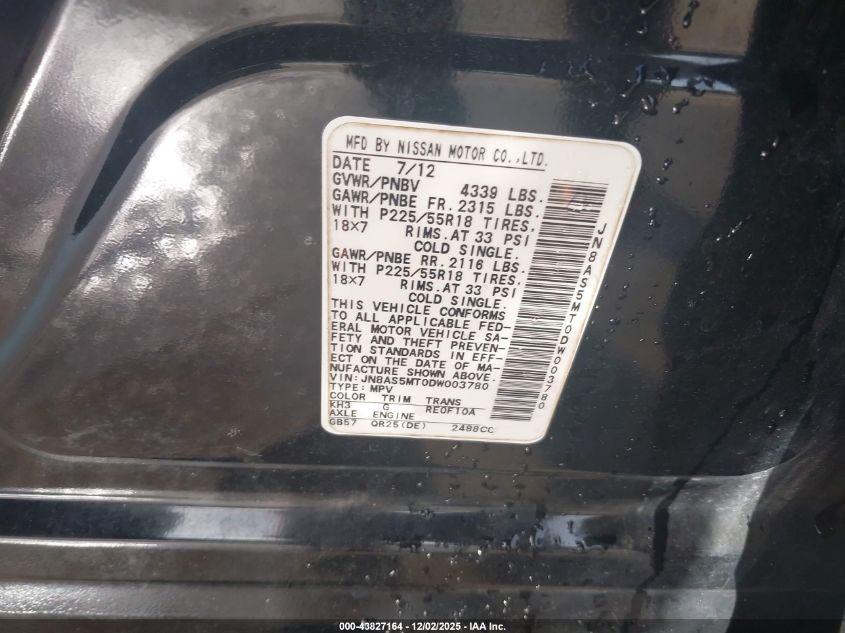 MFD BY NISSAN MOTOR CO.,LTD.
DATE 7/12
GVWR/PNBV 4339 LBS.
GAWR/PNBE FR. 2315 LBS.
WITH P225/55R18 TIRES,
18X7 RIMS.AT 33 PSI
COLD SINGLE.
GAWR/PNBE RR. 2116 LBS.
WITH P225/55R18 TIRES,
18X7 RIMS.AT 33 PSI
COLD SINGLE.
THIS VEHICLE CONFORMS
TO ALL APPLICABLE FED-
ERAL MOTOR VEHICLE SA-
FETY AND THEFT PREVEN-
TION STANDARDS IN EFF-
ECT ON THE DATE OF MA-
NUFACTURE SHOWN ABOVE.
VIN: JN8AS5MT0DW003780
TYPE: MPV
COLOR TRIM TRANS
KH3 G RE0F10A
AXLE ENGINE
GB57 QR25(DE) 2488CC
JN8AS5MT0DW003780
000-43827164 - 12/02/2025 - IAA Inc.